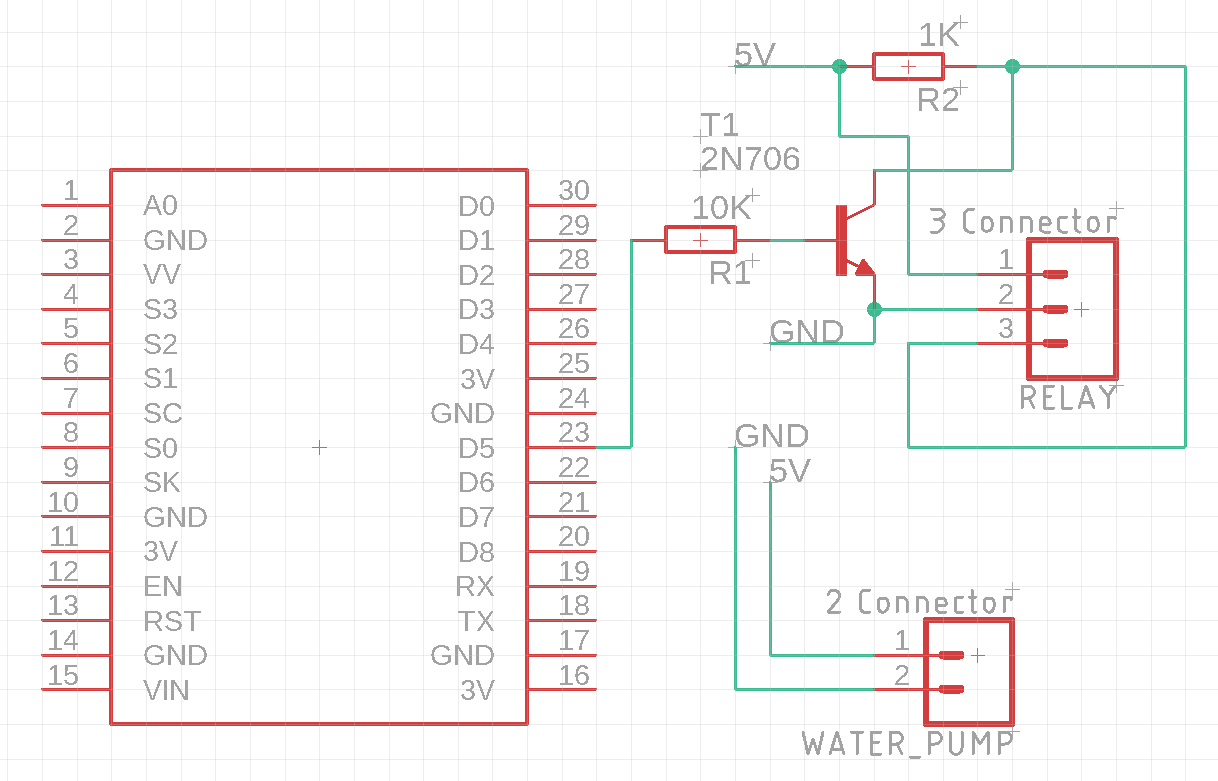 1K
5V
R2
T1
2N706
10K
R1
3 Connector
1
2
3
RELAY
GND
1 A0 D0 30
2 GND D1 29
3 VV D2 28
4 S3 D3 27
5 S2 D4 26
6 S1 3V 25
7 SC GND 24
8 S0 D5 23
9 SK D6 22
10 GND D7 21
11 3V D8 20
12 EN RX 19
13 RST TX 18
14 GND GND 17
15 VIN 3V 16
GND
5V
2 Connector
1
2
WATER_PUMP